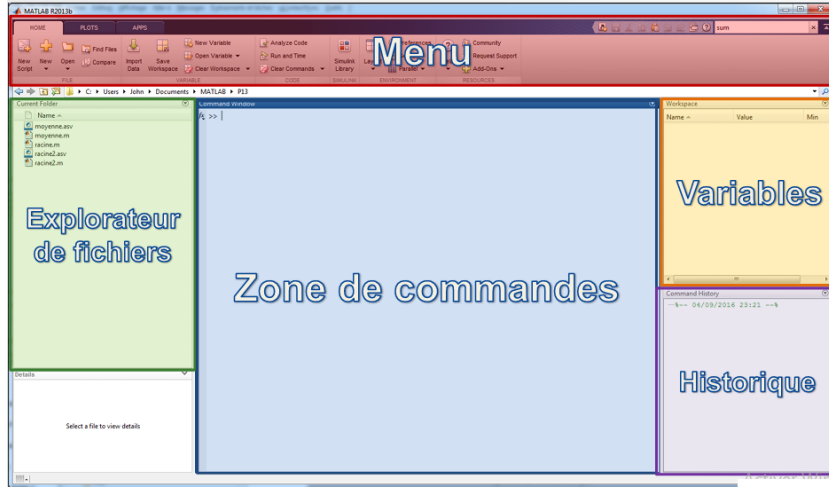 MATLAB R2013b
HOME PLOTS APPS
sum
New Script
New
Open
Find Files
Compare
Import Data
Save Workspace
New Variable
Open Variable
Clear Workspace
Analyze Code
Run and Time
Clear Commands
Simulink Library
Preferences
Parallel
Community
Request Support
Add-Ons
Menu
FILE VARIABLE CODE SIMULINK ENVIRONMENT RESOURCES
C: Users John Documents MATLAB P13
Current Folder
Name
moyenne.asv
moyenne.m
racine.m
racine2.asv
racine2.m
Explorateur
de fichiers
Details
Select a file to view details
Command Window
fx >>
Zone de commandes
Workspace
Name Value Min
Variables
Command History
--%-- 04/09/2016 23:21 --%
Historique